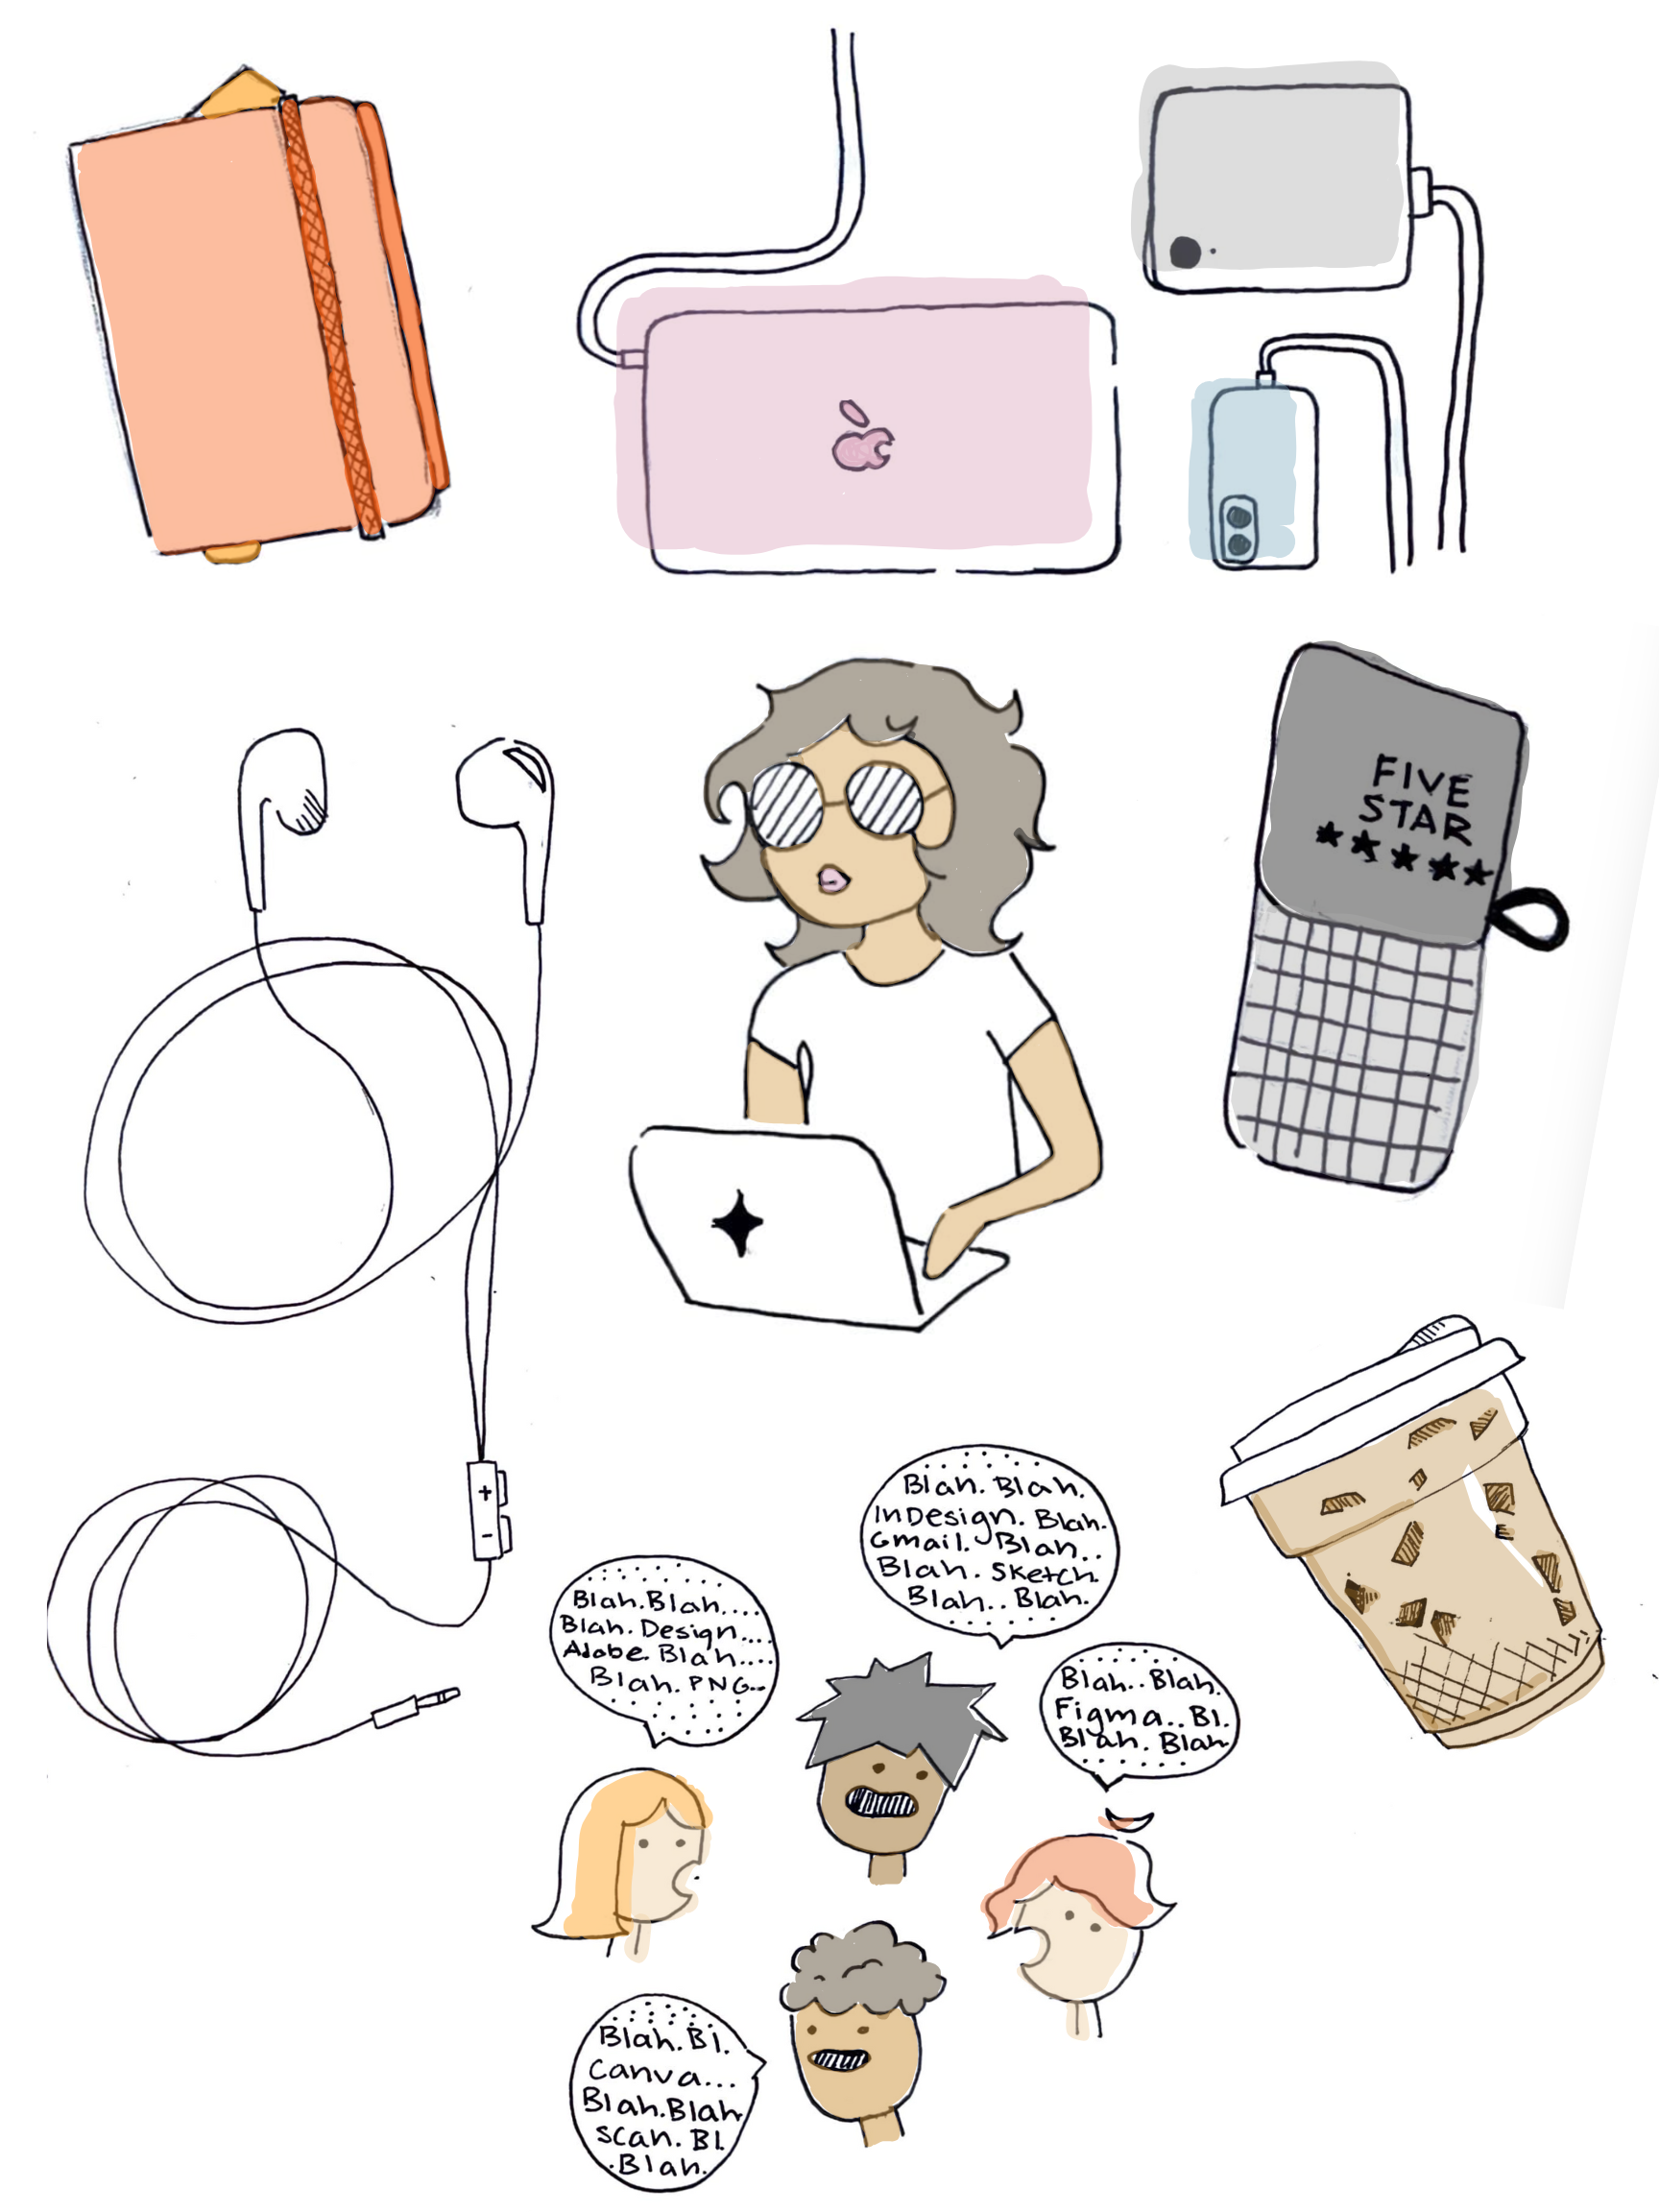 FIVE
STAR
+
-
Blah. Blah.
InDesign. Blah.
Gmail. Blah..
Blah. Sketch.
Blah.. Blah.
Blah.Blah....
Blah. Design....
Adobe. Blah....
Blah. PNG..
Blah.. Blah.
Figma.. Bl.
Blah. Blah.
Blah. Bl.
Canva...
Blah.Blah.
scan. Bl.
.Blah.